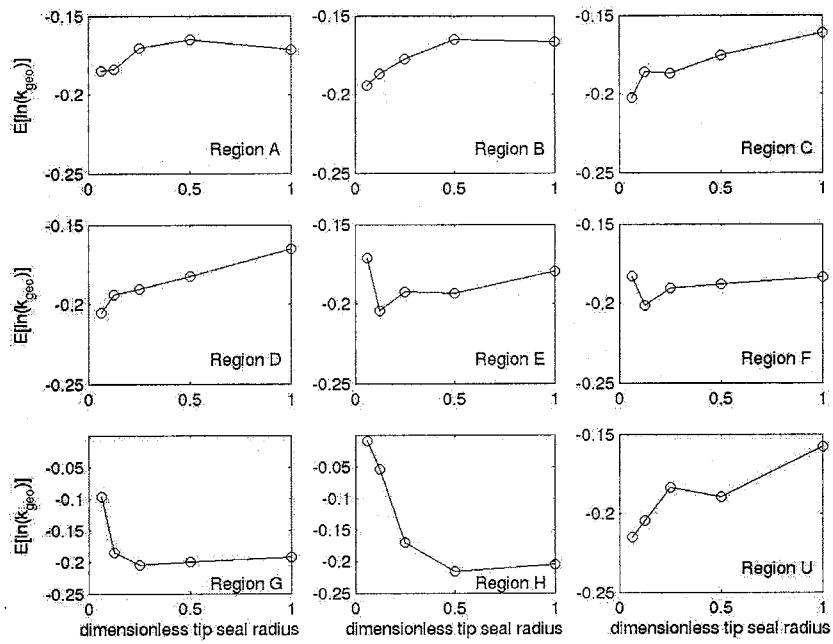 -0.15 -0.15 -0.15
E[ln(k_geo)] -0.2 -0.2 -0.2
Region A Region B Region C
-0.25 -0.25 -0.25
0 0.5 1 0 0.5 1 0 0.5 1
-0.15 -0.15 -0.15
E[ln(k_geo)] -0.2 -0.2 -0.2
Region D Region E Region F
-0.25 -0.25 -0.25
0 0.5 1 0 0.5 1 0 0.5 1
-0.15
-0.05 -0.05
E[ln(k_geo)] -0.1 -0.1
-0.15 -0.15 -0.2
-0.2 -0.2
Region G Region H Region U
-0.25 -0.25 -0.25
0 0.5 1 0 0.5 1 0 0.5 1
dimensionless tip seal radius dimensionless tip seal radius dimensionless tip seal radius